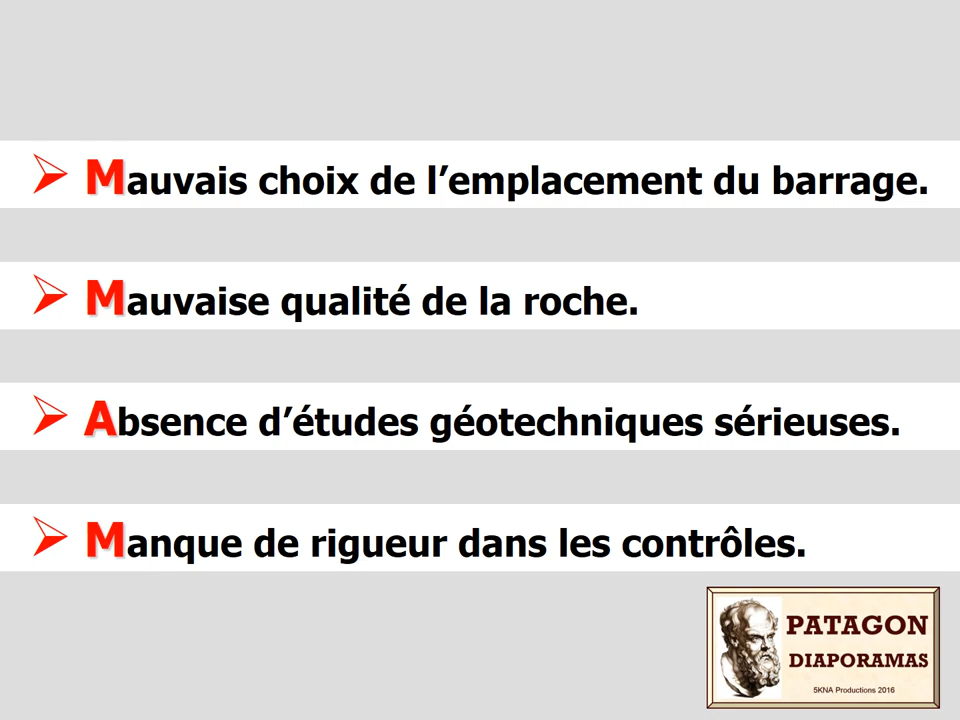 ➢ Mauvais choix de l’emplacement du barrage.
➢ Mauvaise qualité de la roche.
➢ Absence d’études géotechniques sérieuses.
➢ Manque de rigueur dans les contrôles.
PATAGON
DIAPORAMAS
5KNA Productions 2016